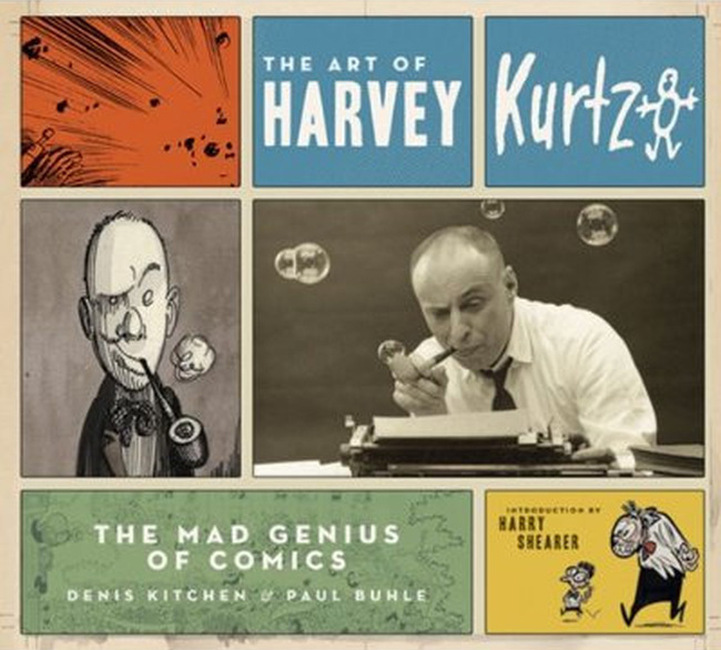 THE ART OF
HARVEY
Kurtz
THE MAD GENIUS
OF COMICS
DENIS KITCHEN & PAUL BUHLE
INTRODUCTION BY
HARRY
SHEARER